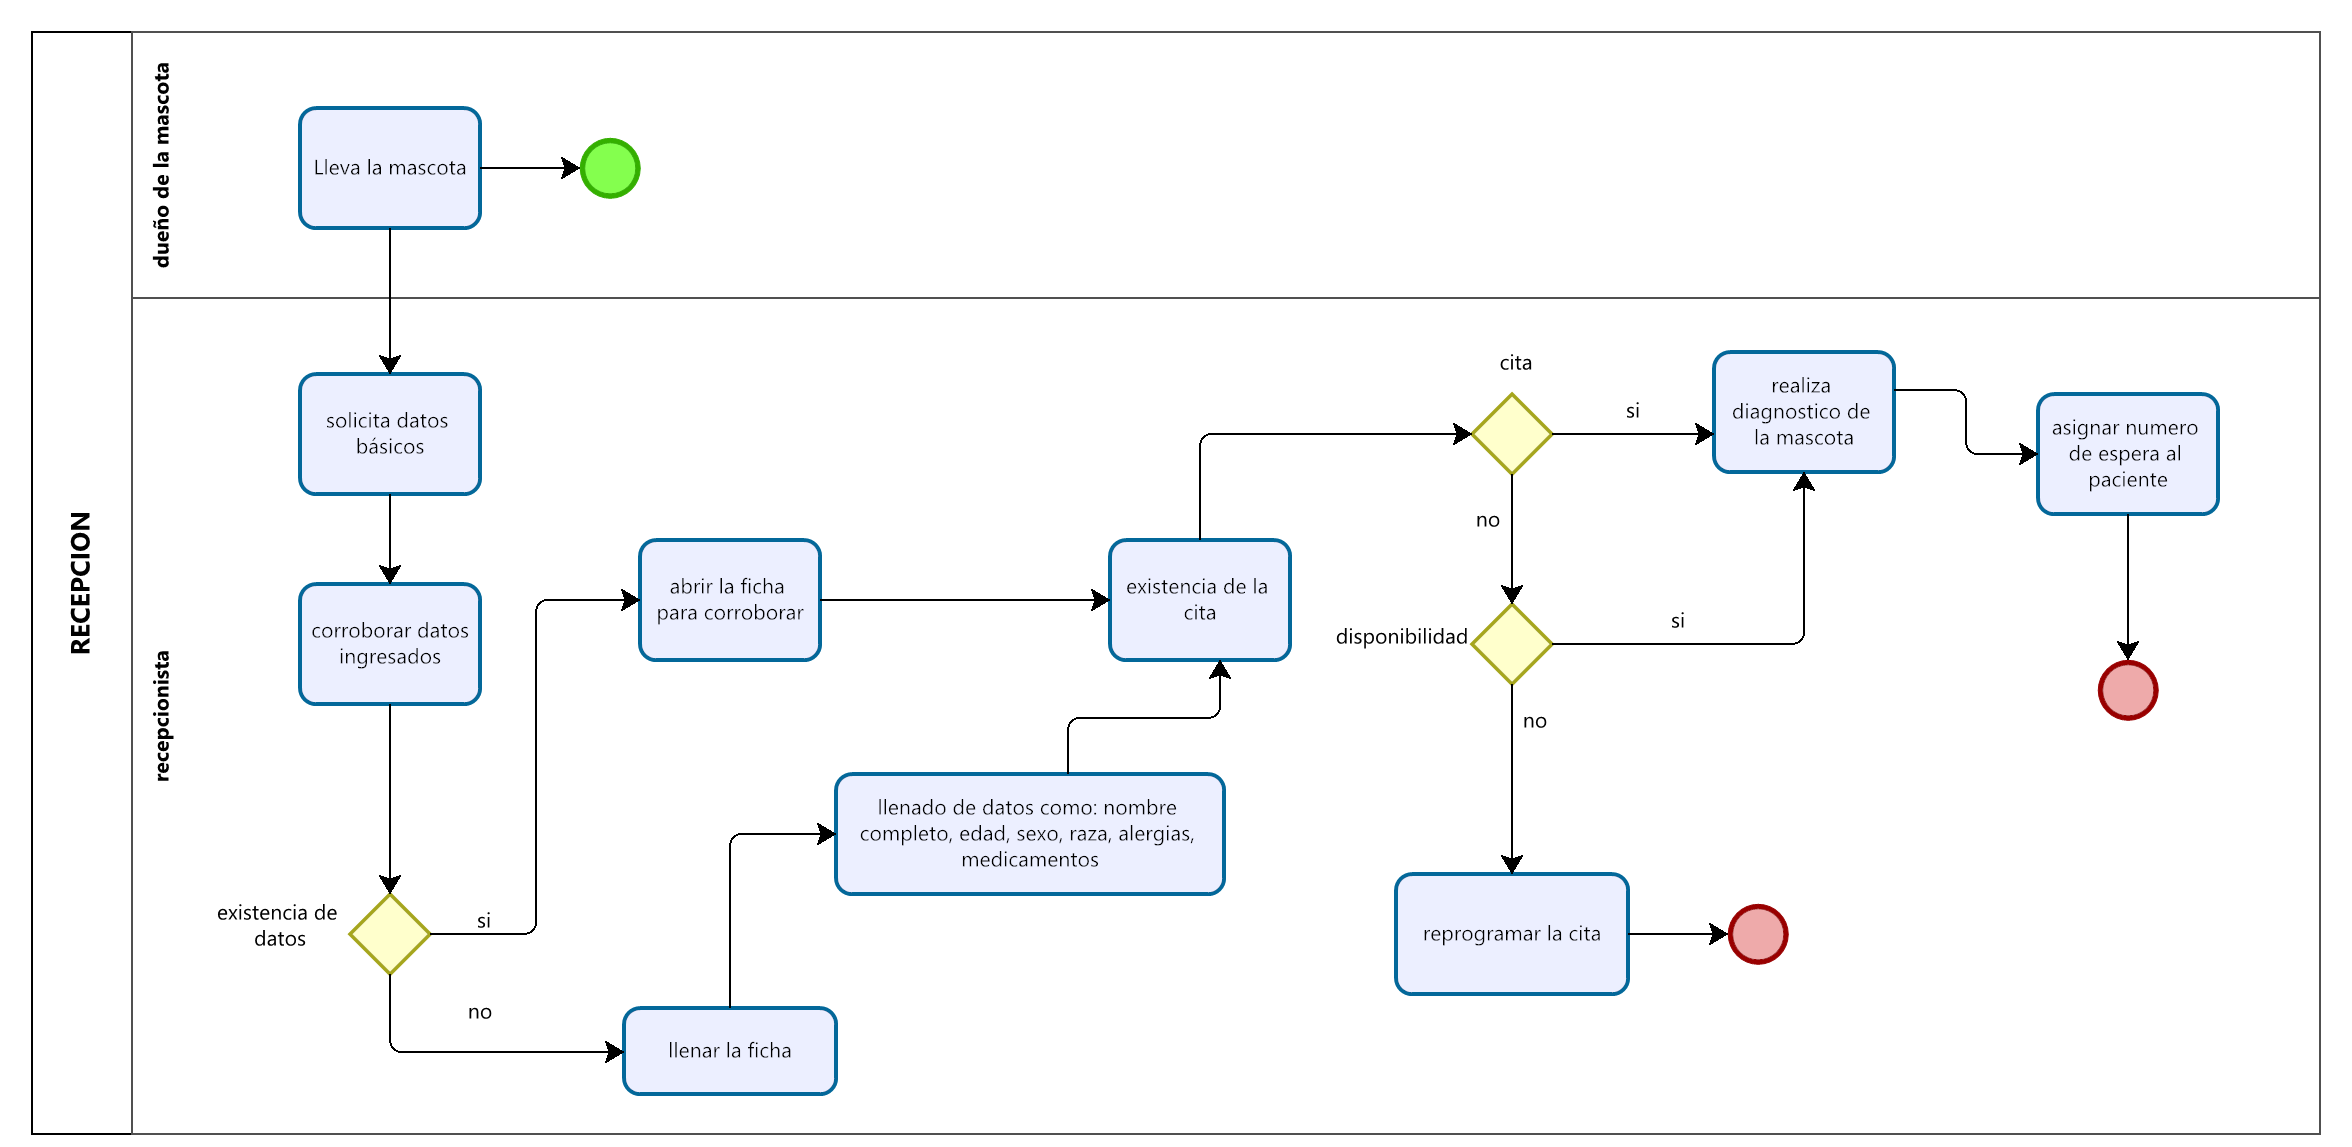 RECEPCION
dueño de la mascota
Lleva la mascota
recepcionista
solicita datos
básicos
corroborar datos
ingresados
existencia de
datos
si
no
abrir la ficha
para corroborar
llenar la ficha
llenado de datos como: nombre
completo, edad, sexo, raza, alergias,
medicamentos
existencia de la
cita
cita
si
no
disponibilidad
si
no
realiza
diagnostico de
la mascota
asignar numero
de espera al
paciente
reprogramar la cita